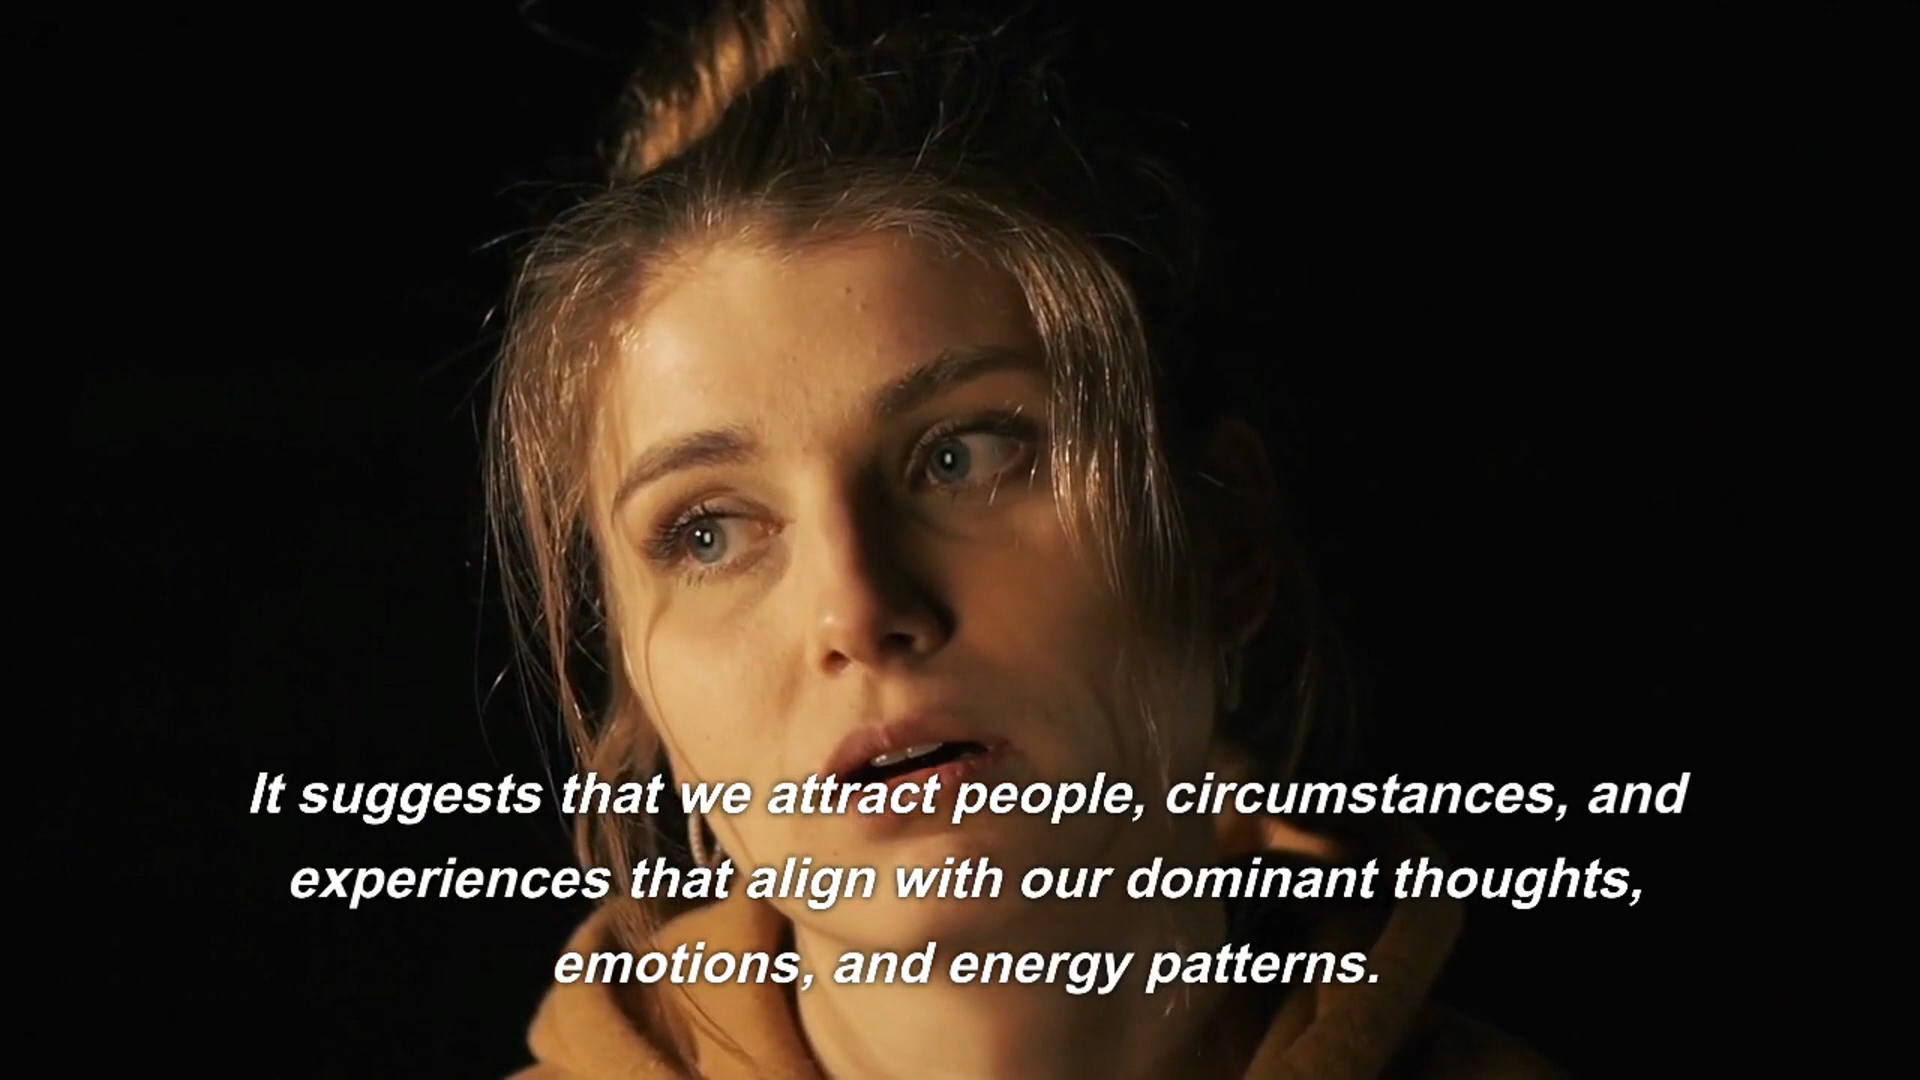 It suggests that we attract people, circumstances, and
experiences that align with our dominant thoughts,
emotions, and energy patterns.